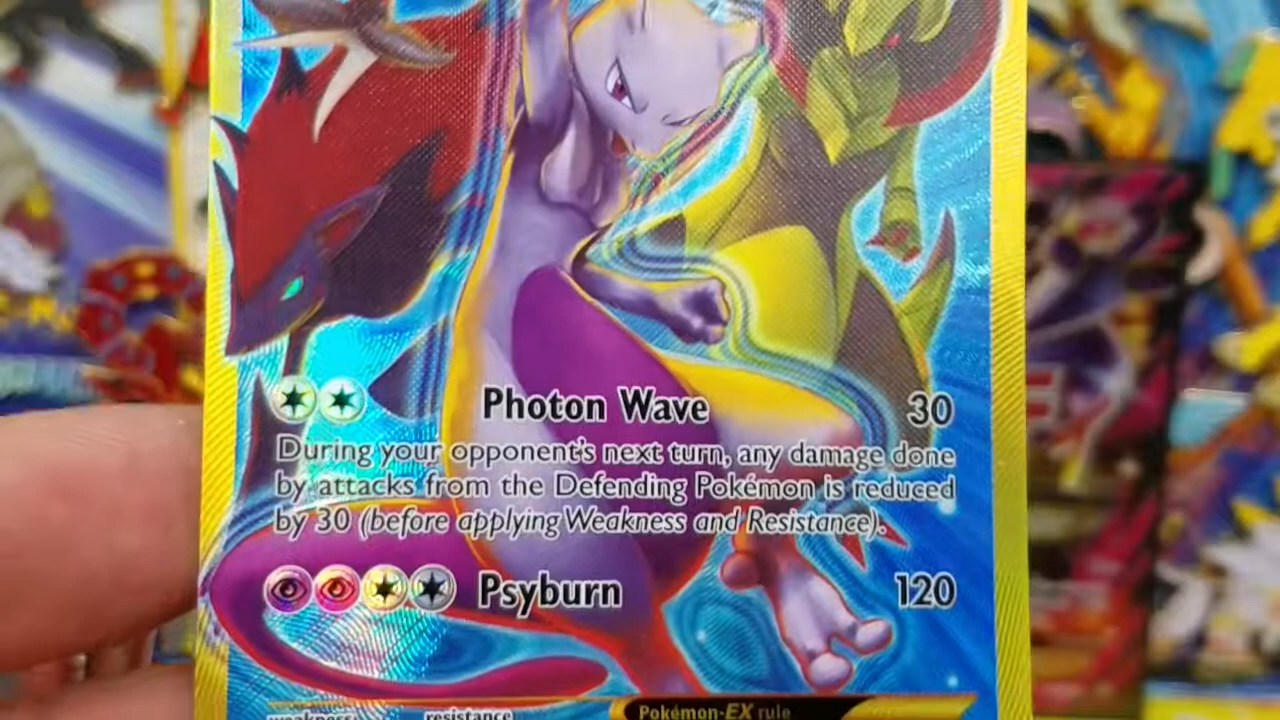 Photon Wave 30
During your opponent's next turn, any damage done
by attacks from the Defending Pokémon is reduced
by 30 (before applying Weakness and Resistance).
Psyburn 120
weakness resistance
Pokémon-EX rule